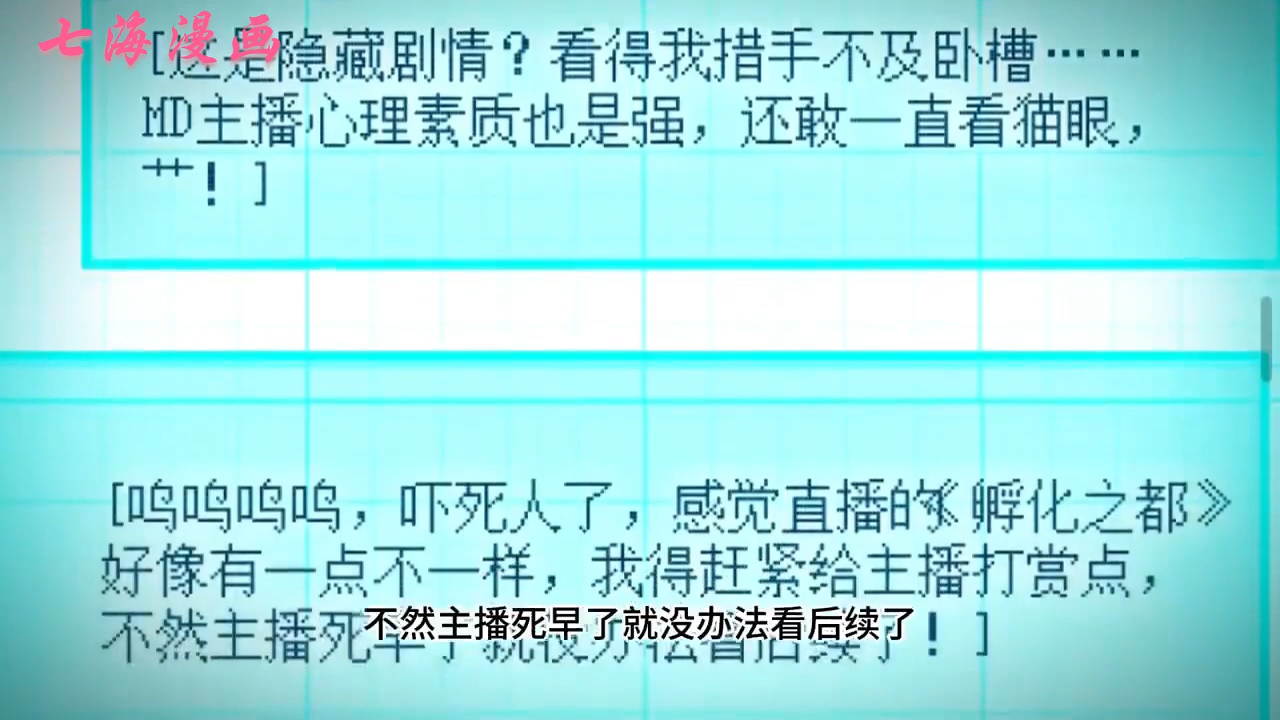 七海漫画
[这是隐藏剧情？看得我措手不及卧槽……
MD主播心理素质也是强，还敢一直看猫眼，
艹！]
[呜呜呜呜，吓死人了，感觉直播的《孵化之都》
好像有一点不一样，我得赶紧给主播打赏点，
不然主播死早了就没办法看后续了！]
不然主播死早了就没办法看后续了